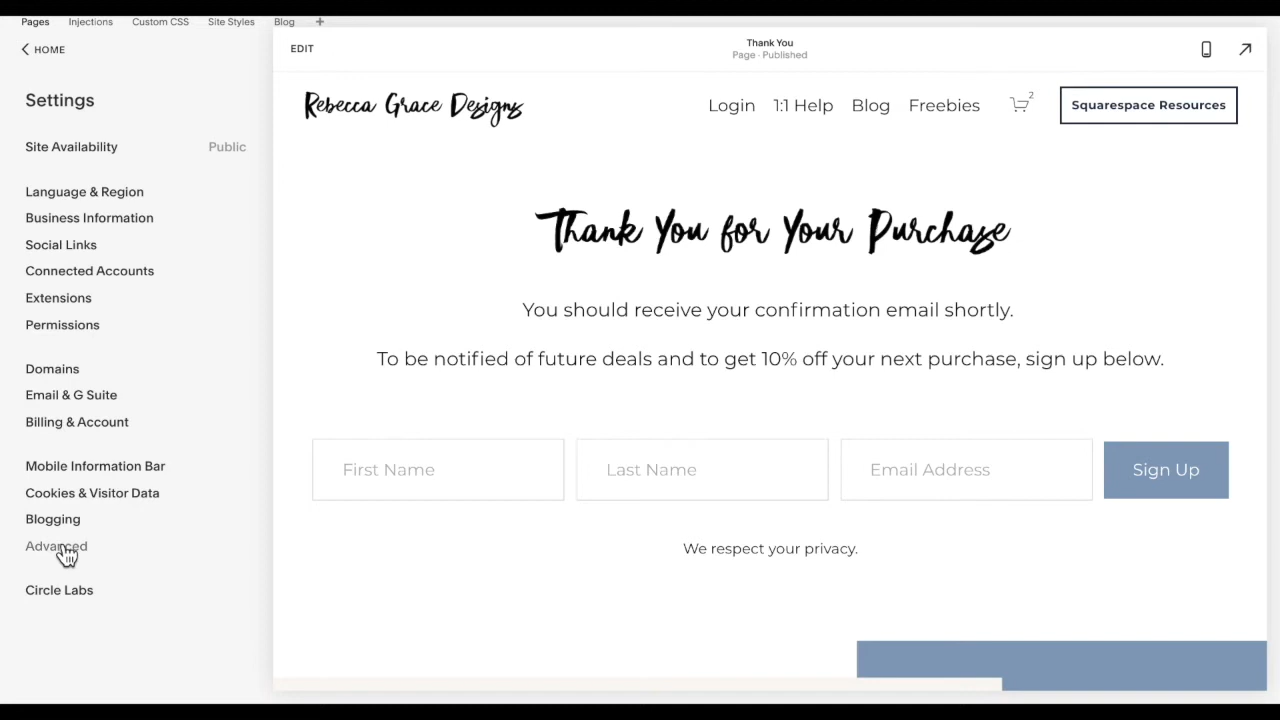 Pages Injections Custom CSS Site Styles Blog +
HOME
Settings
Site Availability Public
Language & Region
Business Information
Social Links
Connected Accounts
Extensions
Permissions
Domains
Email & G Suite
Billing & Account
Mobile Information Bar
Cookies & Visitor Data
Blogging
Advanced
Circle Labs
EDIT
Thank You
Page · Published
Rebecca Grace Designs
Login 1:1 Help Blog Freebies 2 Squarespace Resources
Thank You for Your Purchase
You should receive your confirmation email shortly.
To be notified of future deals and to get 10% off your next purchase, sign up below.
First Name Last Name Email Address Sign Up
We respect your privacy.